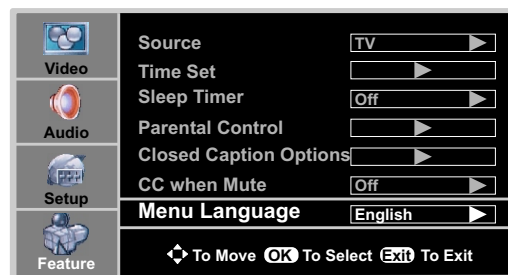 Video
Audio
Setup
Feature
Source TV
Time Set
Sleep Timer Off
Parental Control
Closed Caption Options
CC when Mute Off
Menu Language English
To Move OK To Select Exit To Exit